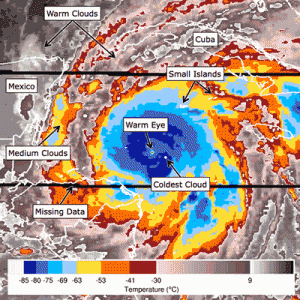 Warm Clouds
Cuba
Small Islands
Mexico
Warm Eye
Medium Clouds
Coldest Cloud
Missing Data
-85 -80 -75 -69 -63 -53 -41 -30 9
Temperature (°C)